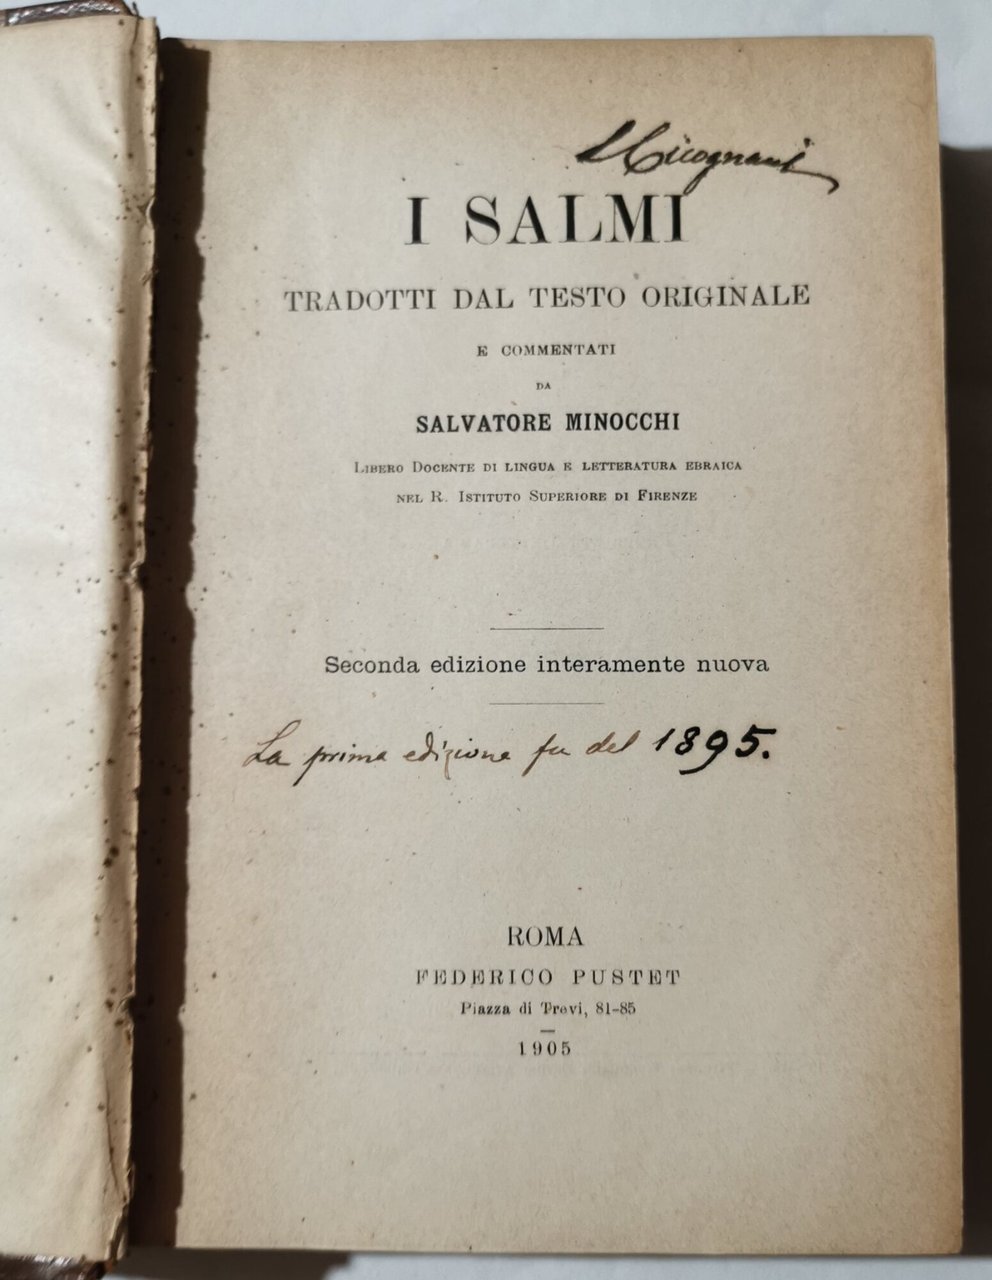 I SALMI
TRADOTTI DAL TESTO ORIGINALE
E COMMENTATI
DA
SALVATORE MINOCCHI
LIBERO DOCENTE DI LINGUA E LETTERATURA EBRAICA
NEL R. ISTITUTO SUPERIORE DI FIRENZE
Seconda edizione interamente nuova
La prima edizione fu del 1895.
ROMA
FEDERICO PUSTET
Piazza di Trevi, 81-85
1905